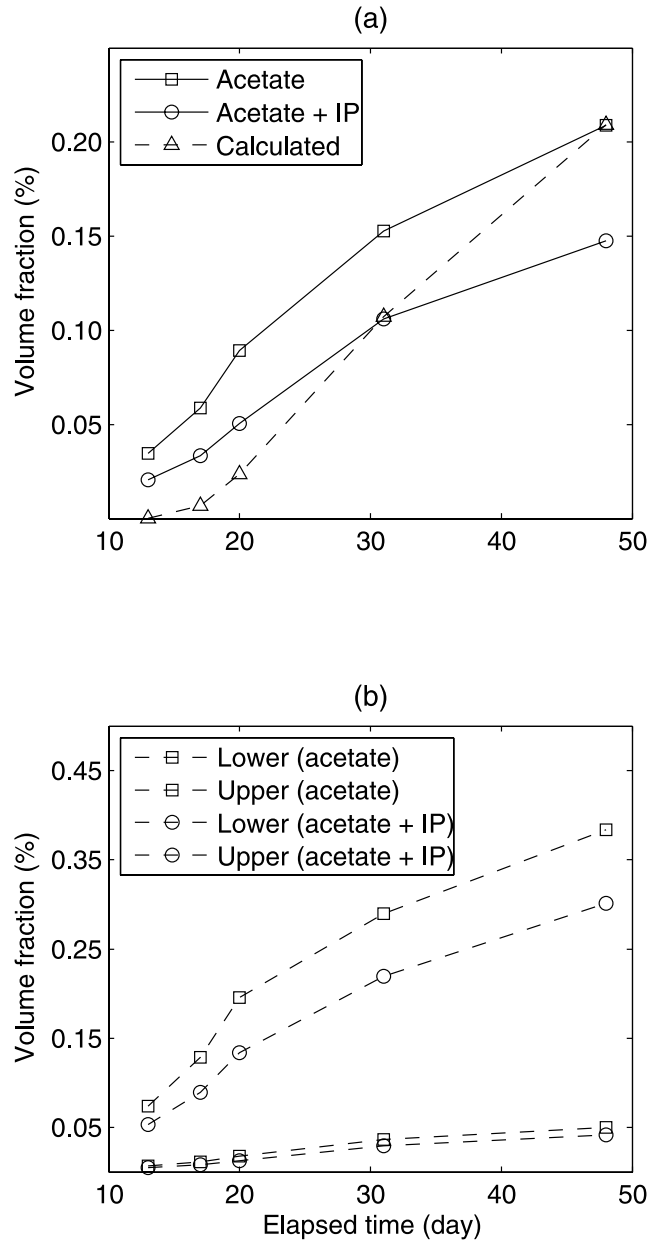 (a)
Acetate
Acetate + IP
Calculated
0.20
0.15
0.10
0.05
Volume fraction (%)
10 20 30 40 50
(b)
Lower (acetate)
Upper (acetate)
Lower (acetate + IP)
Upper (acetate + IP)
0.45
0.35
0.25
0.15
0.05
Volume fraction (%)
10 20 30 40 50
Elapsed time (day)